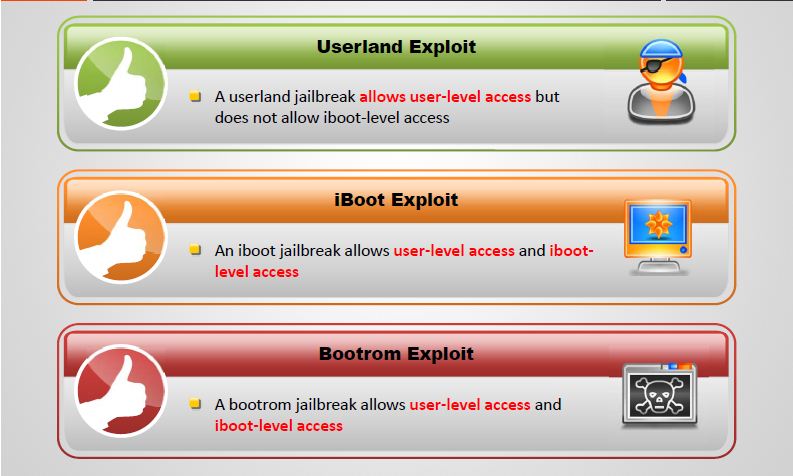 Userland Exploit
A userland jailbreak allows user-level access but
does not allow iboot-level access
iBoot Exploit
An iboot jailbreak allows user-level access and iboot-
level access
Bootrom Exploit
A bootrom jailbreak allows user-level access and
iboot-level access